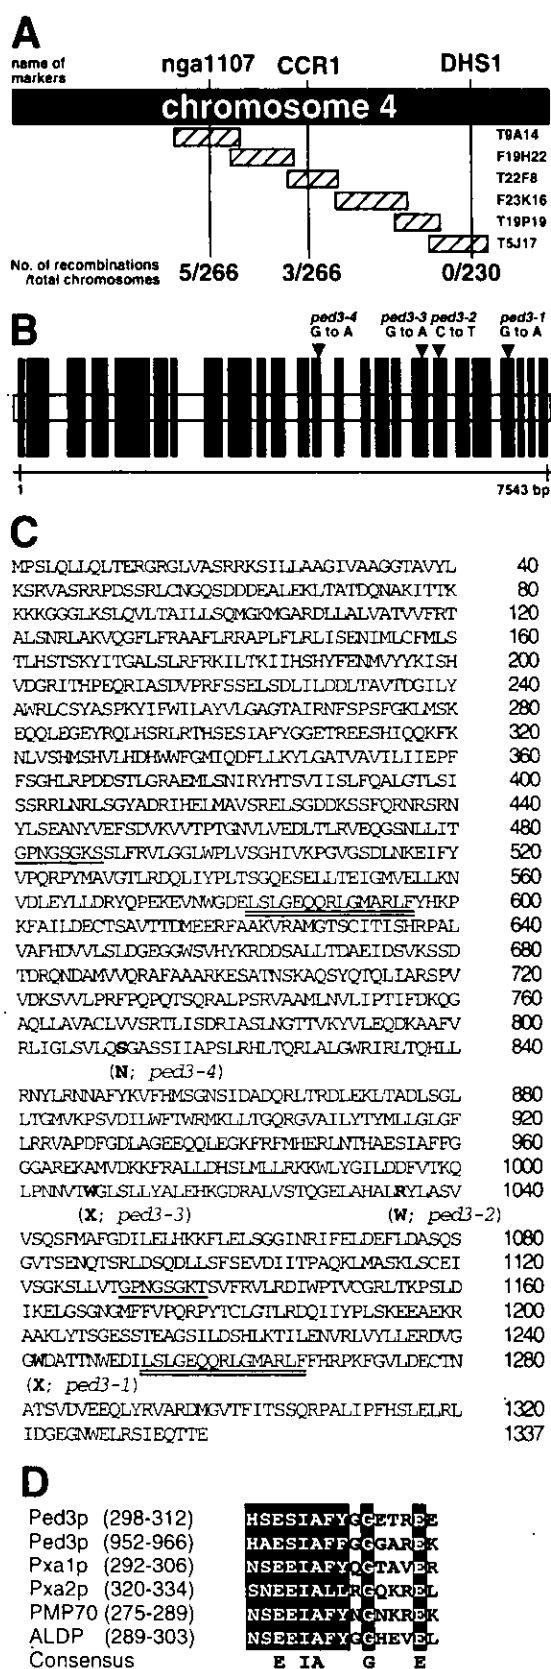 A
name of markers nga1107 CCR1 DHS1
chromosome 4
T9A14
F19H22
T22F8
F23K16
T19P19
T5J17
No. of recombinations /total chromosomes 5/266 3/266 0/230
B
ped3-4 ped3-3 ped3-2 ped3-1
G to A G to A C to T G to A
1 7543 bp
C
MPSLQLLQLTERGRGLVASRRKSILLAAGIVAAGGTAVYL 40
KSRVASRRPDSSRLCNGQSDDDEALEKLTATDQNAKITTK 80
KKKGGGLKSLQVLTAILLSQMGKMGARDLLALVATVVFRT 120
ALSNRLAKVQGFLFRAAFLRRAPLFLRLISENIMLCFMLS 160
TLHSTSKYITGALSLRFRKILTKIIHSHYFENMVYYKISH 200
VDGRITHPEQRIASDVPRFSSELSDLILDDLTAVTDGILY 240
AWRLCSYASPKYIFWILAYVLGAGTAIRNFSPSFGKLMSK 280
EQQLEGEYRQLHSRLRTHSESIAFYGGETREESHIQQKFK 320
NLVSHMSHVLHDHWWFGMIQDFLLKYLGATVAVILIIEPF 360
FSGHLRPDDSTLGRAEMLSNIRYHTSVIISLFQALGTLSI 400
SSRRLNRLSGYADRIHELMAVSRELSGDDKSSFQRNRSRN 440
YLSEANYVEFSDVKVVTPTGNVLVEDLTLRVEQGSNLLIT 480
GPNGSGKSSLFRVLGGLWPLVSGHIVKPGVGSDLNKEIFY 520
VPQRPYMAVGTLRDQLIYPLTSGQESELLTEIGMVELLKN 560
VDLEYLLDRYQPEKEVNWGDELSLGEQQRLGMARLFYHKP 600
KFAILDECTSAVTTDMEERFAAKVRAMGTSCITISHRPAL 640
VAFHDVVLSLDGEGGWSVHYKRDDSALLTDAEIDSVKSSD 680
TDRQNDAMVVQRAFAAARKESATNSKAQSYQTQLIARSPV 720
VDKSVVLPRFPQPQTSQRALPSRVAAMLNVLIPTIFDKQG 760
AQLLAVACLVVSRTLISDRIASLNGTTVKYVLEQDKAAFV 800
RLIGLSVLQSGASSIIAPSLRHLTQRLALGWRIRLTQHLL 840
(N; ped3-4)
RNYLRNNAFYKVFHMSGNSIDADQRLTRDLEKLTADLSGL 880
LTGMVKPSVDILWFTWRMKLLTGQRGVAILYTYMLLGLGF 920
LRRVAPDFGDLAGEEQQLEGKFRFMHERLNTHAESIAFFG 960
GGAREKAMVDKKFRALLDHSLMLLRKKWLYGILDDFVTKQ 1000
LPNNVTWGLSLLYALEHKGDRALVSTQGELAHALRYLASV 1040
(X; ped3-3) (W; ped3-2)
VSQSFMAFGDILELHKKFLELSGGINRIFELDEFLDASQS 1080
GVTSENQTSRLDSQDLLSFSEVDIITPAQKLMASKLSCEI 1120
VSGKSLLVTGPNGSGKTSVFRVLRDIWPTVCGRLTKPSLD 1160
IKELGSGNGMFFVPQRPYTCLGTLRDQIIYPLSKEEAEKR 1200
AAKLYTSGESSTEAGSILDSHLKTILENVRLVYLLERDVG 1240
GWDATTNWEDILSLGEQQRLGMARLFFHRPKFGVLDECTN 1280
(X; ped3-1)
ATSVDVEEQLYRVARDMGVTFITSSQRPALIPFHSLELRL 1320
IDGEGNWELRSIEQTTE 1337
D
Ped3p (298-312) HSESIAFYGGETREE
Ped3p (952-966) HAESIAFFGGGAREK
Pxa1p (292-306) NSEEIAFYQGTAVER
Pxa2p (320-334) SNEEIALLRGQKREL
PMP70 (275-289) NSEEIAFYNGNKREK
ALDP (289-303) NSEEIAFYGGHEVEL
Consensus E IA G E